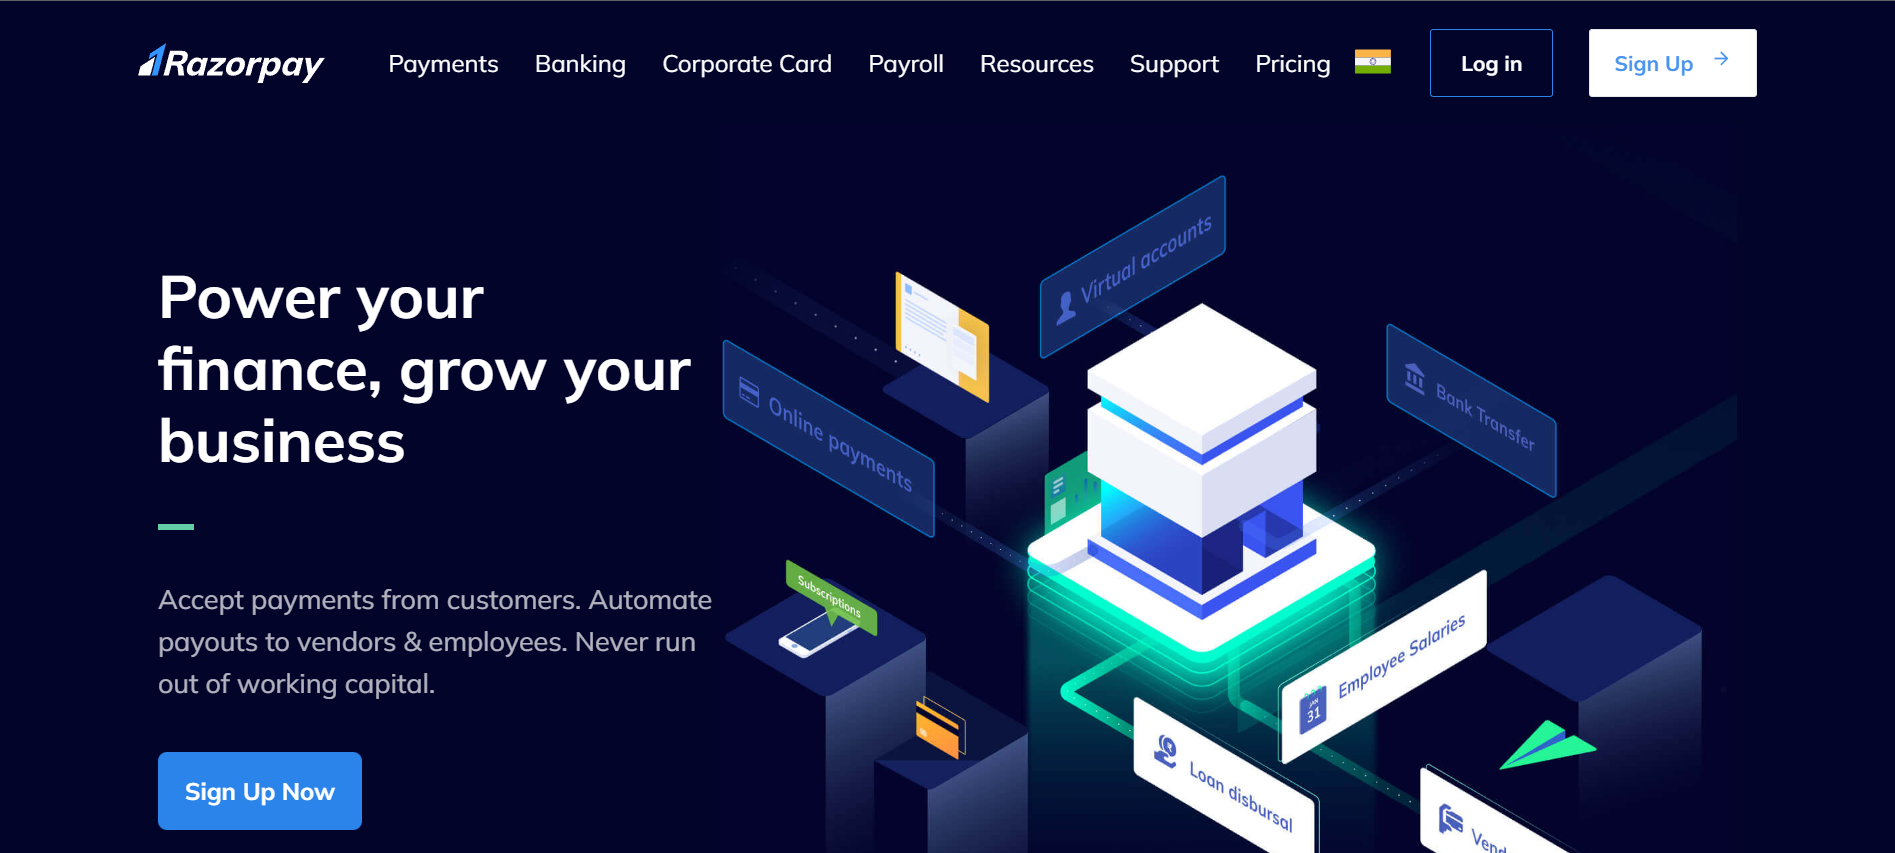 Razorpay
Payments
Banking
Corporate Card
Payroll
Resources
Support
Pricing
Log in
Sign Up
Power your
finance, grow your
business
Accept payments from customers. Automate
payouts to vendors & employees. Never run
out of working capital.
Sign Up Now
Virtual accounts
Online payments
Bank Transfer
Subscriptions
Employee Salaries
JAN
31
Loan disbursal